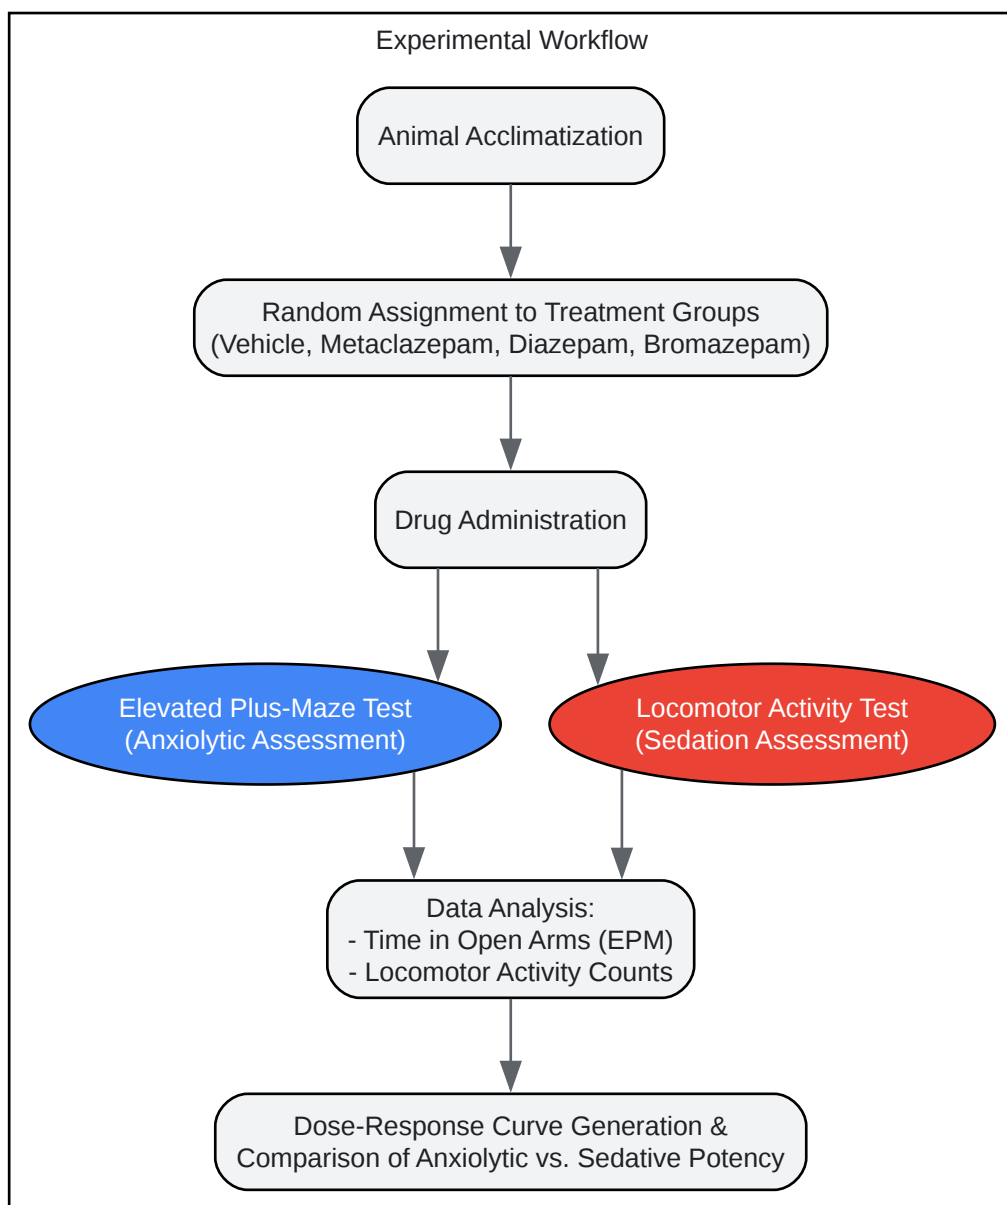 Experimental Workflow
Animal Acclimatization
Random Assignment to Treatment Groups
(Vehicle, Metaclazepam, Diazepam, Bromazepam)
Drug Administration
Elevated Plus-Maze Test
(Anxiolytic Assessment)
Locomotor Activity Test
(Sedation Assessment)
Data Analysis:
- Time in Open Arms (EPM)
- Locomotor Activity Counts
Dose-Response Curve Generation &
Comparison of Anxiolytic vs. Sedative Potency